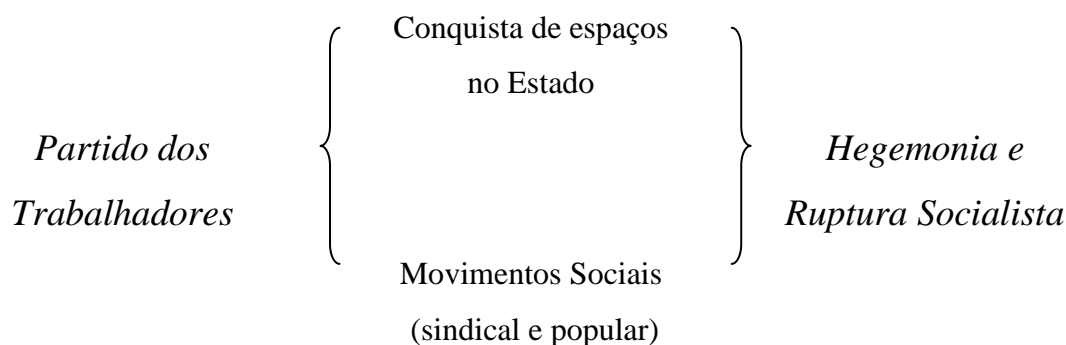 Conquista de espaços
no Estado
Partido dos
Trabalhadores
Hegemonia e
Ruptura Socialista
Movimentos Sociais
(sindical e popular)